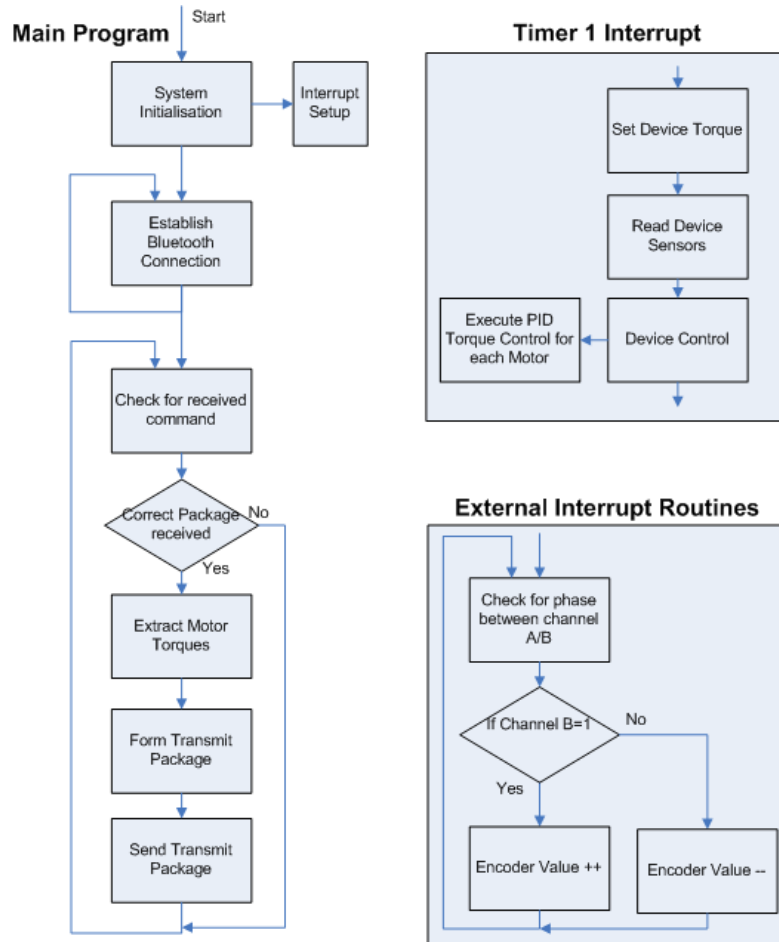 Main Program
Start
System
Initialisation
Interrupt
Setup
Establish
Bluetooth
Connection
Check for received
command
Correct Package
received
No
Yes
Extract Motor
Torques
Form Transmit
Package
Send Transmit
Package
Timer 1 Interrupt
Set Device Torque
Read Device
Sensors
Execute PID
Torque Control for
each Motor
Device Control
External Interrupt Routines
Check for phase
between channel
A/B
If Channel B=1
No
Yes
Encoder Value ++
Encoder Value --